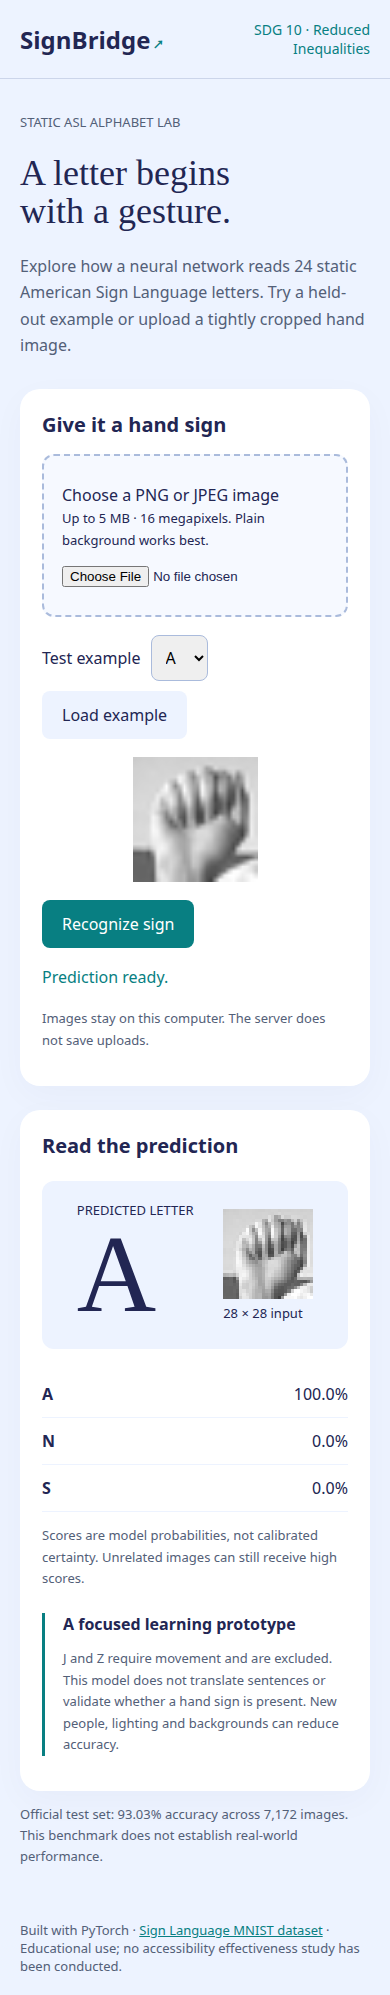 SignBridge↗
SDG 10 · Reduced
Inequalities
STATIC ASL ALPHABET LAB
A letter begins
with a gesture.
Explore how a neural network reads 24 static
American Sign Language letters. Try a held-
out example or upload a tightly cropped hand
image.
Give it a hand sign
Choose a PNG or JPEG image
Up to 5 MB · 16 megapixels. Plain
background works best.
Choose File No file chosen
Test example A
Load example
Recognize sign
Prediction ready.
Images stay on this computer. The server does
not save uploads.
Read the prediction
PREDICTED LETTER
A
28 × 28 input
A 100.0%
N 0.0%
S 0.0%
Scores are model probabilities, not calibrated
certainty. Unrelated images can still receive high
scores.
A focused learning prototype
J and Z require movement and are excluded.
This model does not translate sentences or
validate whether a hand sign is present. New
people, lighting and backgrounds can reduce
accuracy.
Official test set: 93.03% accuracy across 7,172 images.
This benchmark does not establish real-world
performance.
Built with PyTorch · Sign Language MNIST dataset ·
Educational use; no accessibility effectiveness study has
been conducted.